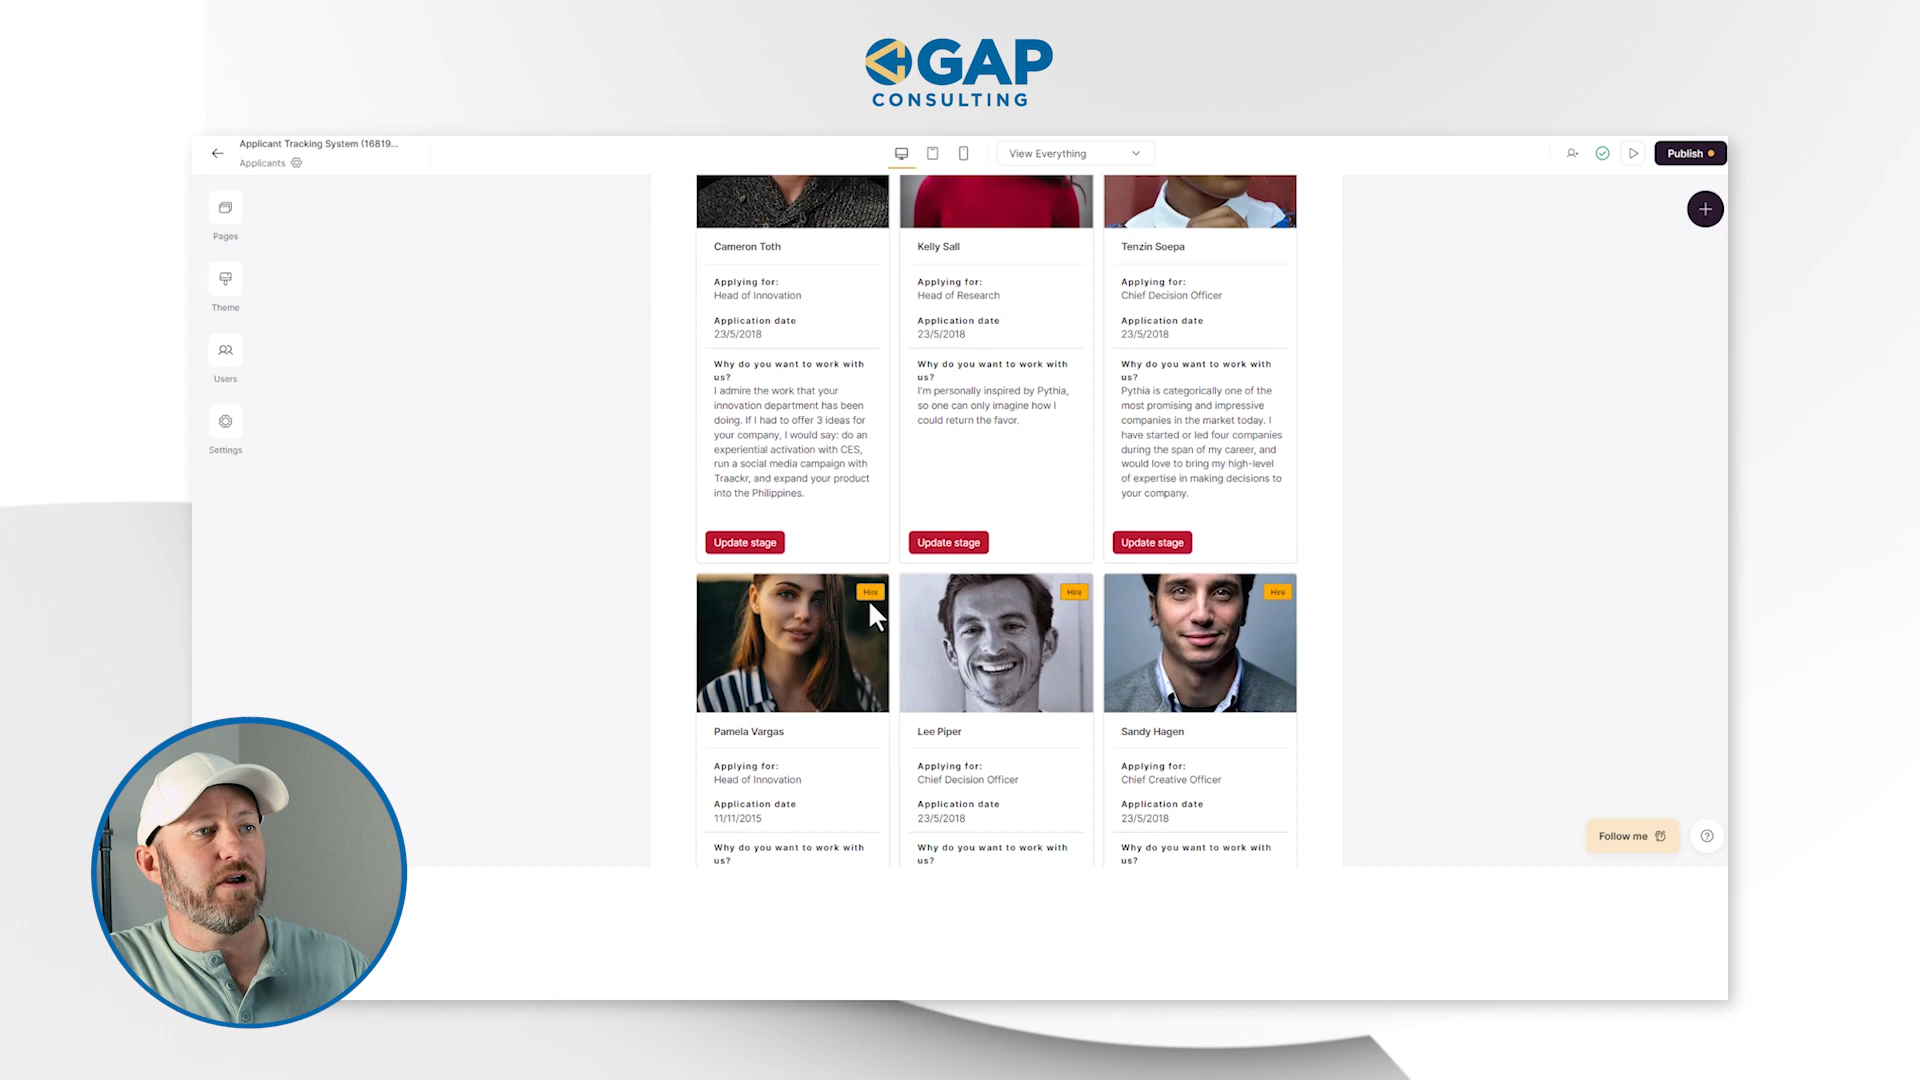 GAP
CONSULTING
Applicant Tracking System (16819...
Applicants
View Everything
Publish
Pages
Theme
Users
Settings
Cameron Toth
Applying for:
Head of Innovation
Application date
23/5/2018
Why do you want to work with
us?
I admire the work that your
innovation department has been
doing. If I had to offer 3 ideas for
your company, I would say: do an
experiential activation with CES,
run a social media campaign with
Traackr, and expand your product
into the Philippines.
Update stage
Kelly Sall
Applying for:
Head of Research
Application date
23/5/2018
Why do you want to work with
us?
I'm personally inspired by Pythia,
so one can only imagine how I
could return the favor.
Update stage
Tenzin Soepa
Applying for:
Chief Decision Officer
Application date
23/5/2018
Why do you want to work with
us?
Pythia is categorically one of the
most promising and impressive
companies in the market today. I
have started or led four companies
during the span of my career, and
would love to bring my high-level
of expertise in making decisions to
your company.
Update stage
Hire
Pamela Vargas
Applying for:
Head of Innovation
Application date
11/11/2015
Why do you want to work with
us?
Hire
Lee Piper
Applying for:
Chief Decision Officer
Application date
23/5/2018
Why do you want to work with
us?
Hire
Sandy Hagen
Applying for:
Chief Creative Officer
Application date
23/5/2018
Why do you want to work with
us?
Follow me